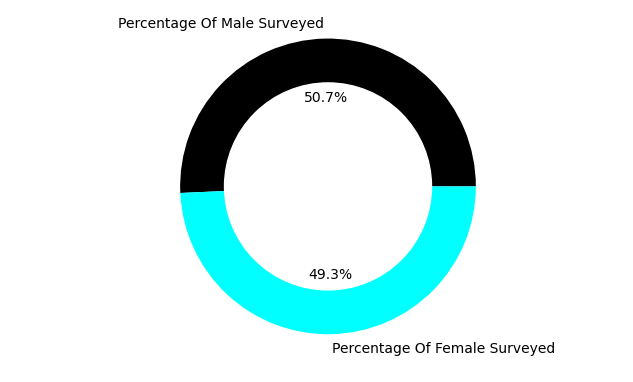 Percentage Of Male Surveyed
50.7%
49.3%
Percentage Of Female Surveyed